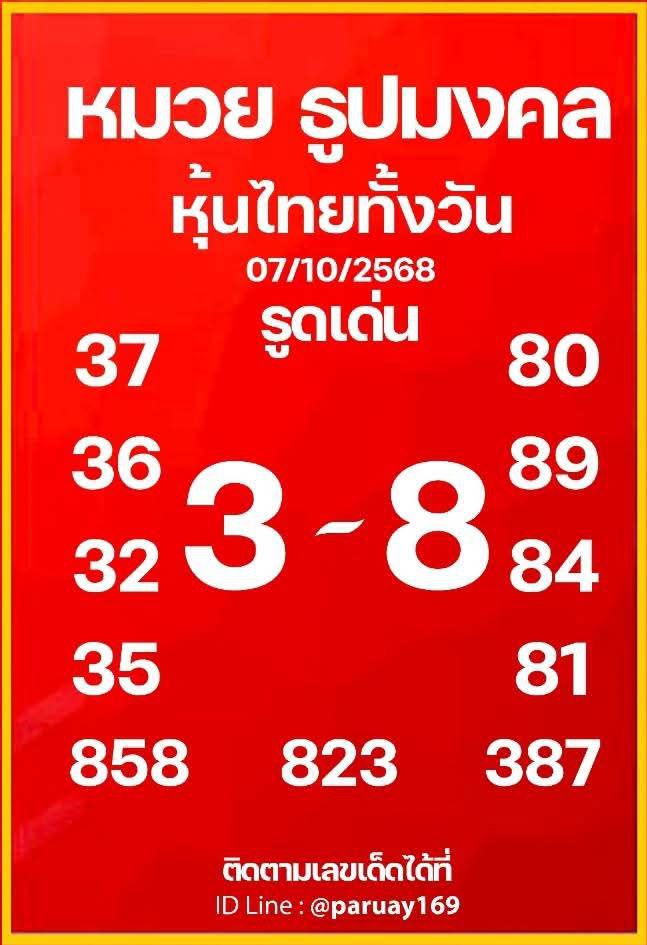 หมวย ธูปมงคล
หุ้นไทยทั้งวัน
07/10/2568
รูดเด่น
37 80
36 89
3 - 8
32 84
35 81
858 823 387
ติดตามเลขเด็ดได้ที่
ID Line : @paruay169